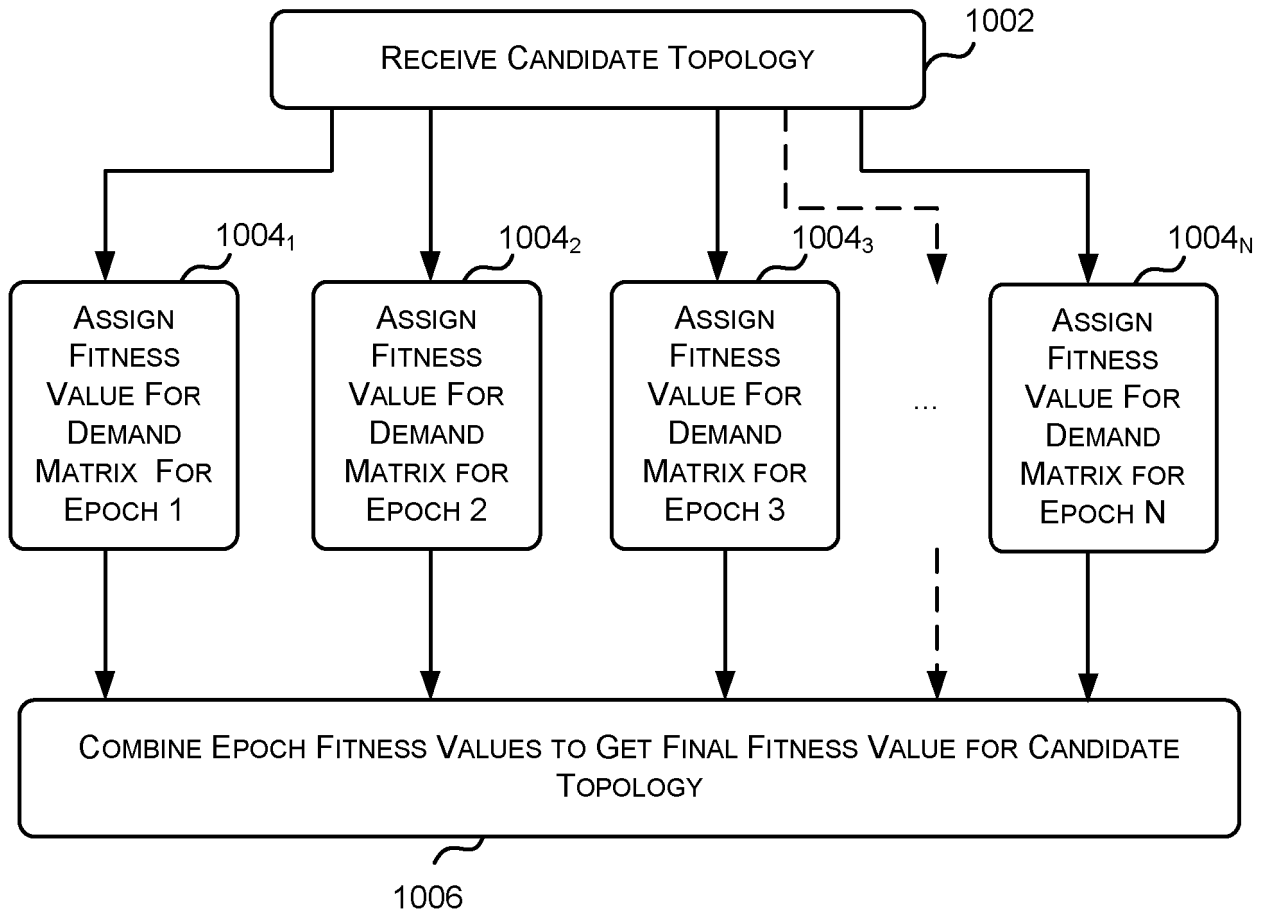 1002
RECEIVE CANDIDATE TOPOLOGY
1004₁
1004₂
1004₃
1004N
ASSIGN
FITNESS
VALUE FOR
DEMAND
MATRIX FOR
EPOCH 1
ASSIGN
FITNESS
VALUE FOR
DEMAND
MATRIX FOR
EPOCH 2
ASSIGN
FITNESS
VALUE FOR
DEMAND
MATRIX FOR
EPOCH 3
...
ASSIGN
FITNESS
VALUE FOR
DEMAND
MATRIX FOR
EPOCH N
COMBINE EPOCH FITNESS VALUES TO GET FINAL FITNESS VALUE FOR CANDIDATE
TOPOLOGY
1006